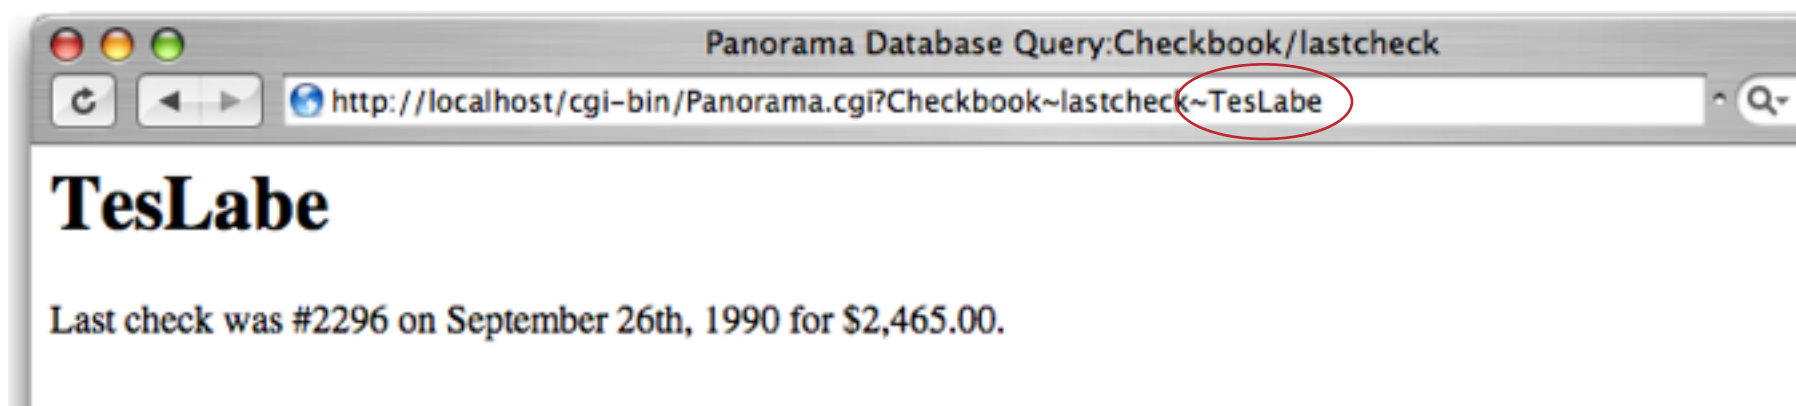 Panorama Database Query:Checkbook/lastcheck
http://localhost/cgi-bin/Panorama.cgi?Checkbook~lastcheck~TesLabe
TesLabe
Last check was #2296 on September 26th, 1990 for $2,465.00.